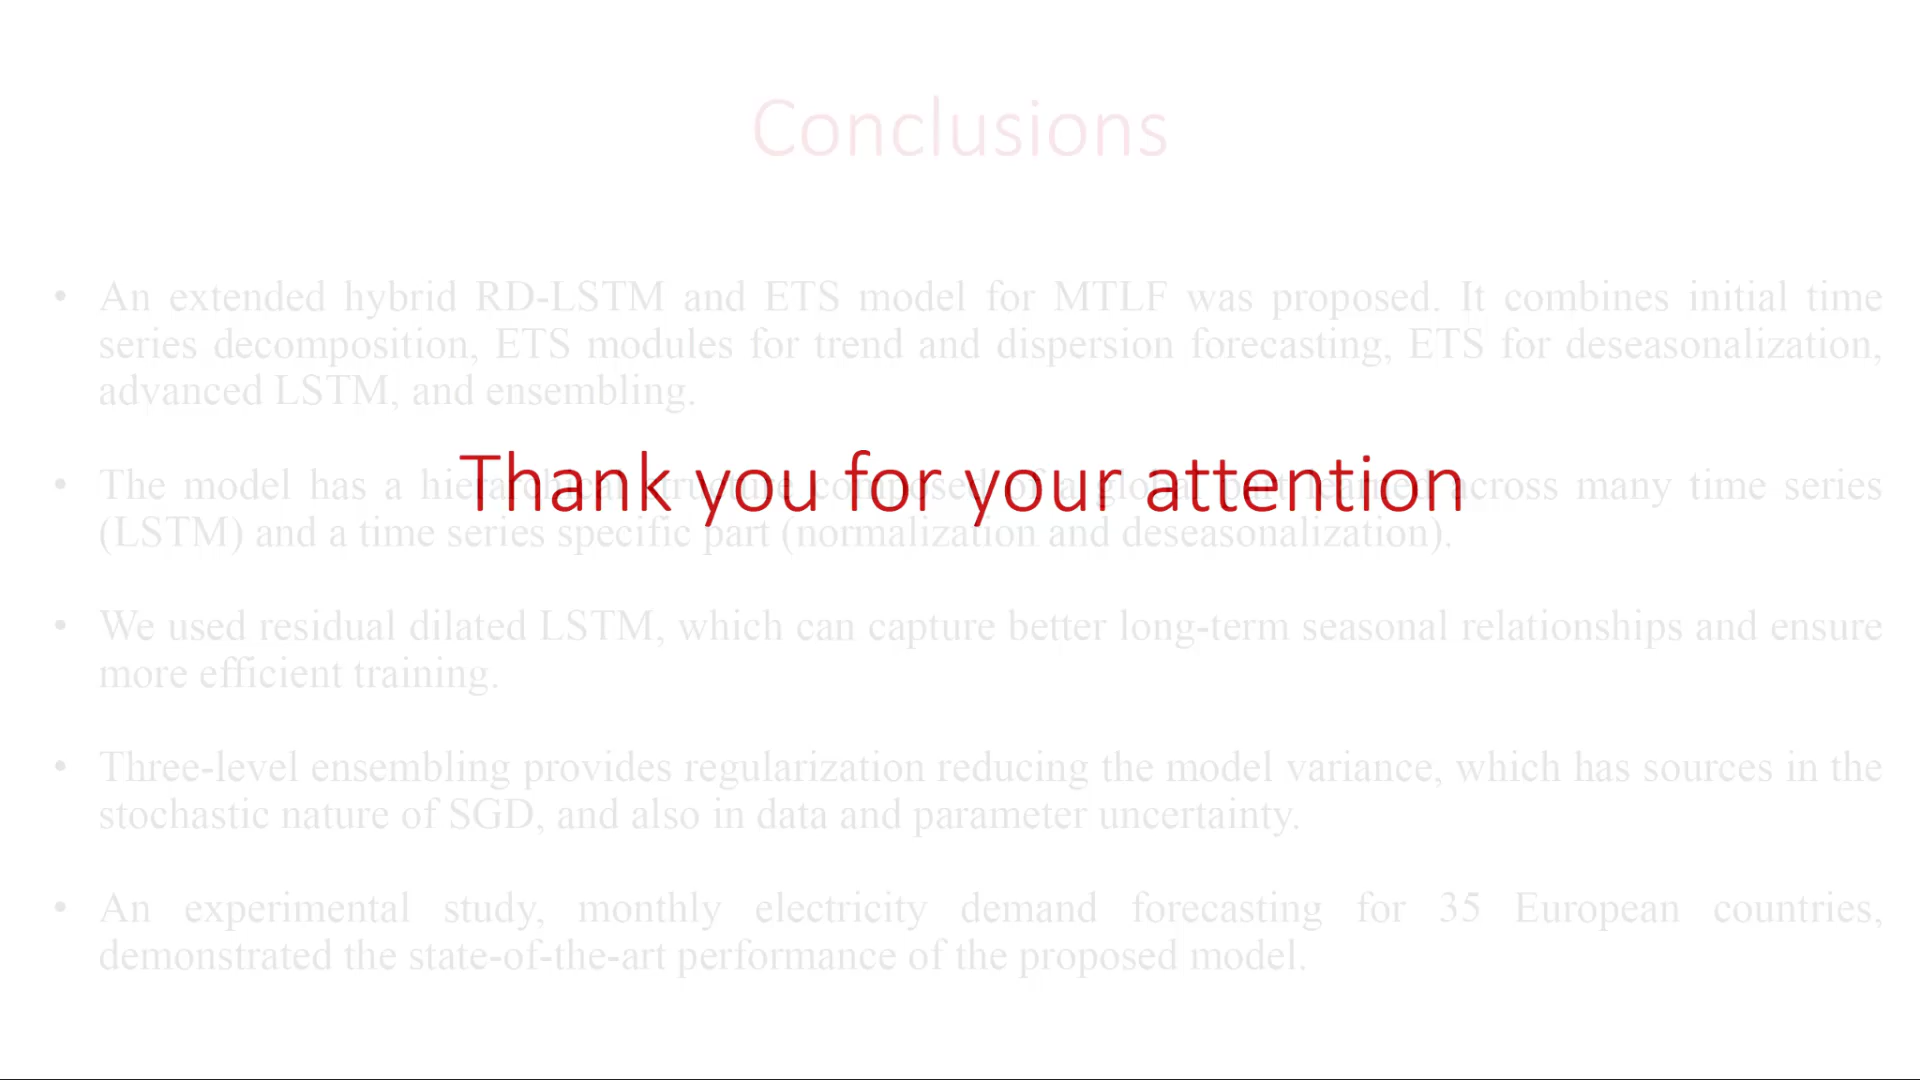 Conclusions
• An extended hybrid RD-LSTM and ETS model for MTLF was proposed. It combines initial time
series decomposition, ETS modules for trend and dispersion forecasting, ETS for deseasonalization,
advanced LSTM, and ensembling.
Thank you for your attention
• The model has a across many time series
(LSTM) and a time series specific part (normalization and deseasonalization).
• We used residual dilated LSTM, which can capture better long-term seasonal relationships and ensure
more efficient training.
• Three-level ensembling provides regularization reducing the model variance, which has sources in the
stochastic nature of SGD, and also in data and parameter uncertainty.
• An experimental study, monthly electricity demand forecasting for 35 European countries,
demonstrated the state-of-the-art performance of the proposed model.